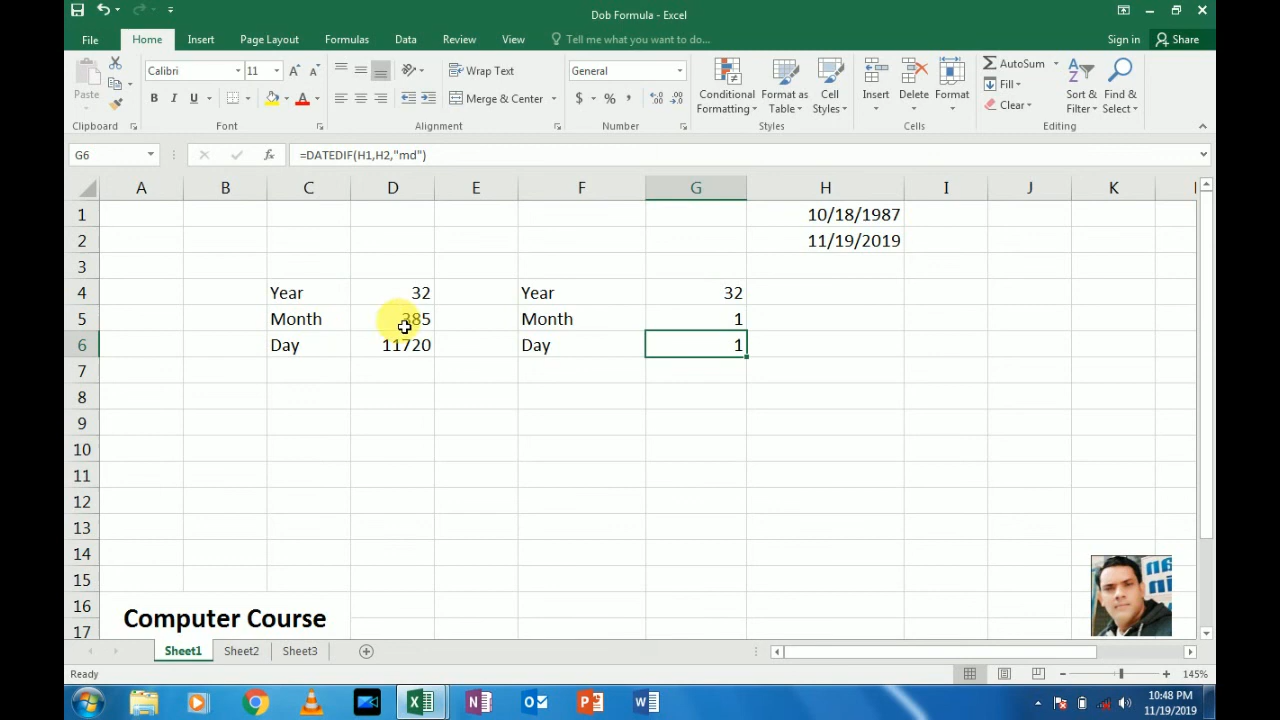 Dob Formula - Excel
File Home Insert Page Layout Formulas Data Review View Tell me what you want to do... Sign in Share
Paste
Calibri 11
B I U A
Wrap Text
Merge & Center
General
$ % ,
Conditional Formatting
Format as Table
Cell Styles
Insert
Delete
Format
AutoSum
Fill
Clear
Sort & Filter
Find & Select
Clipboard Font Alignment Number Styles Cells Editing
G6 fx =DATEDIF(H1,H2,"md")
A B C D E F G H I J K
1 10/18/1987
2 11/19/2019
3
4 Year 32 Year 32
5 Month 385 Month 1
6 Day 11720 Day 1
7
8
9
10
11
12
13
14
15
16
17
Computer Course
Sheet1 Sheet2 Sheet3
Ready 145%
10:48 PM
11/19/2019